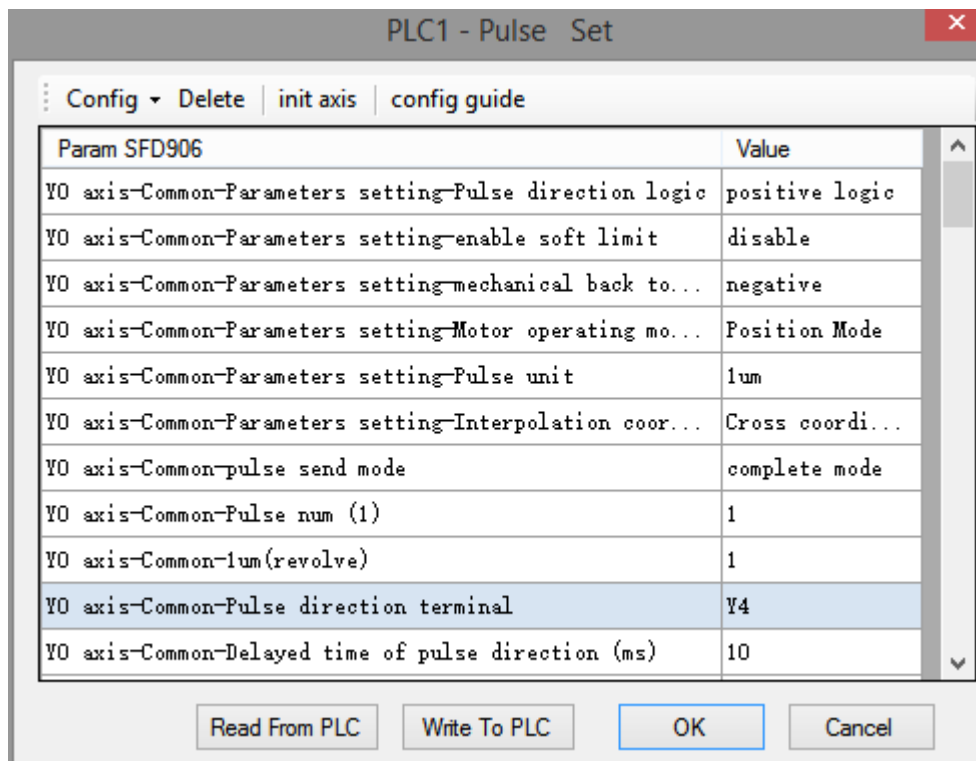 PLC1 - Pulse Set
Config Delete init axis config guide
Param SFD906 Value
Y0 axis-Common-Parameters setting-Pulse direction logic positive logic
Y0 axis-Common-Parameters setting-enable soft limit disable
Y0 axis-Common-Parameters setting-mechanical back to... negative
Y0 axis-Common-Parameters setting-Motor operating mo... Position Mode
Y0 axis-Common-Parameters setting-Pulse unit 1um
Y0 axis-Common-Parameters setting-Interpolation coor... Cross coordi...
Y0 axis-Common-pulse send mode complete mode
Y0 axis-Common-Pulse num (1) 1
Y0 axis-Common-1um(revolve) 1
Y0 axis-Common-Pulse direction terminal Y4
Y0 axis-Common-Delayed time of pulse direction (ms) 10
Read From PLC Write To PLC OK Cancel